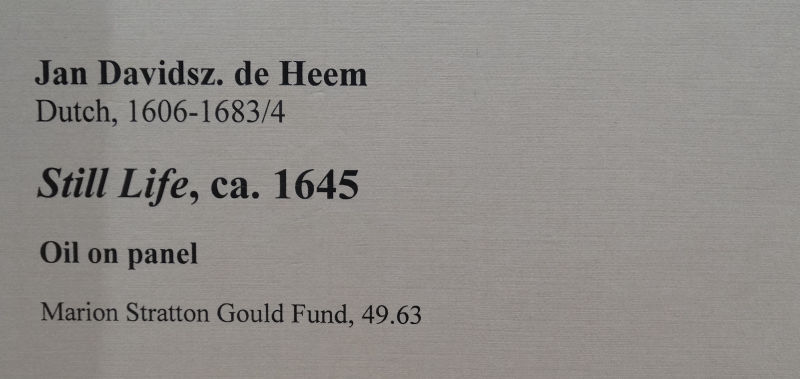 Jan Davidsz. de Heem
Dutch, 1606-1683/4
Still Life, ca. 1645
Oil on panel
Marion Stratton Gould Fund, 49.63